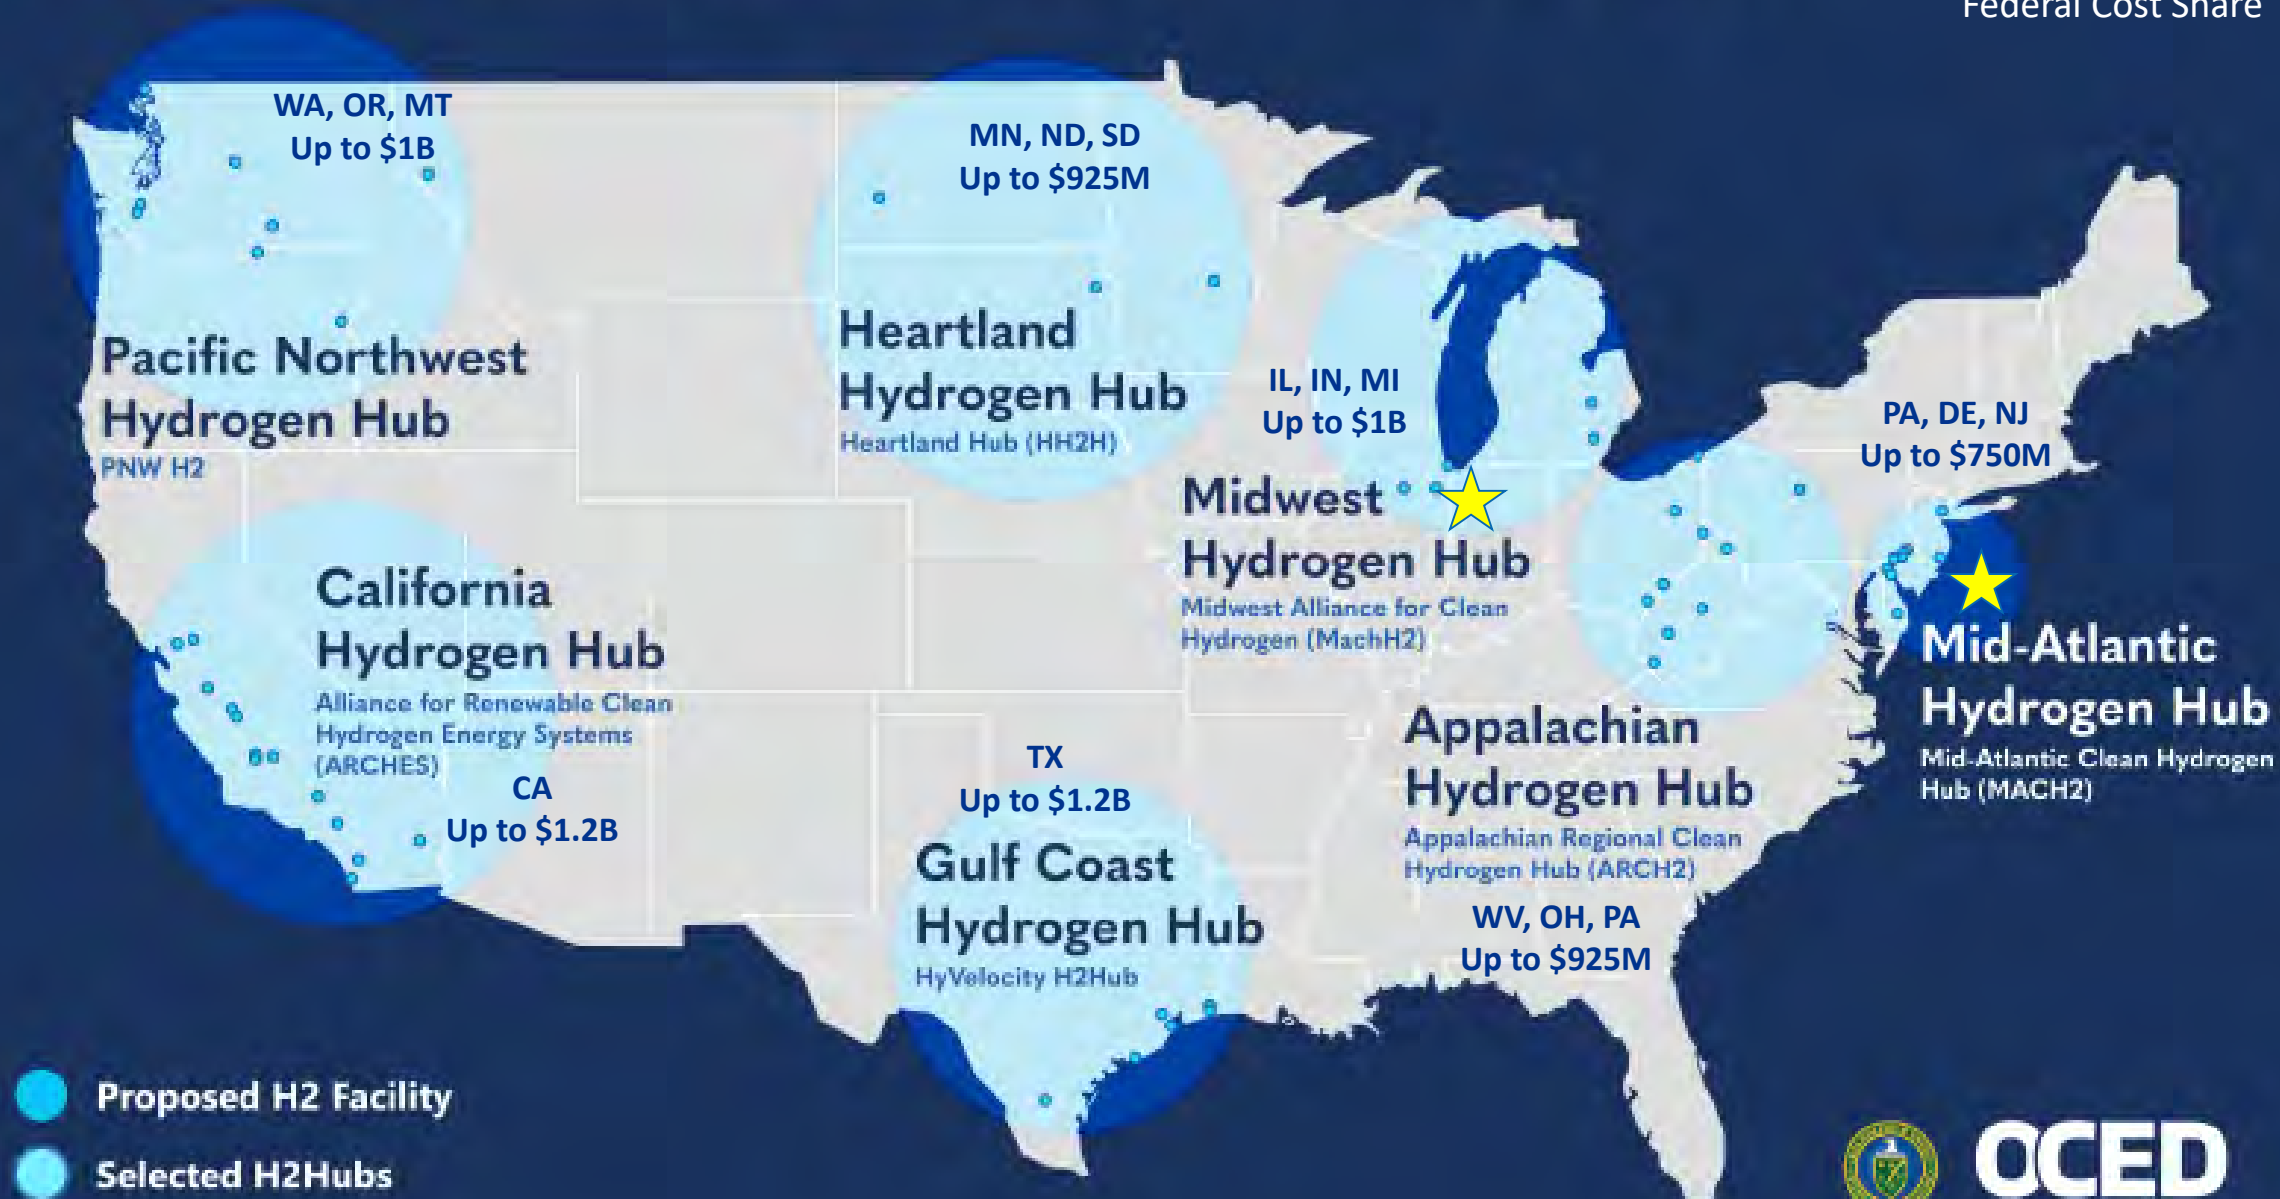 Federal Cost Share
WA, OR, MT
Up to $1B
Pacific Northwest
Hydrogen Hub
PNW H2
MN, ND, SD
Up to $925M
Heartland
Hydrogen Hub
Heartland Hub (HH2H)
IL, IN, MI
Up to $1B
Midwest
Hydrogen Hub
Midwest Alliance for Clean
Hydrogen (MachH2)
PA, DE, NJ
Up to $750M
Mid-Atlantic
Hydrogen Hub
Mid-Atlantic Clean Hydrogen
Hub (MACH2)
California
Hydrogen Hub
Alliance for Renewable Clean
Hydrogen Energy Systems
(ARCHES)
CA
Up to $1.2B
TX
Up to $1.2B
Gulf Coast
Hydrogen Hub
HyVelocity H2Hub
Appalachian
Hydrogen Hub
Appalachian Regional Clean
Hydrogen Hub (ARCH2)
WV, OH, PA
Up to $925M
Proposed H2 Facility
Selected H2Hubs
OCED